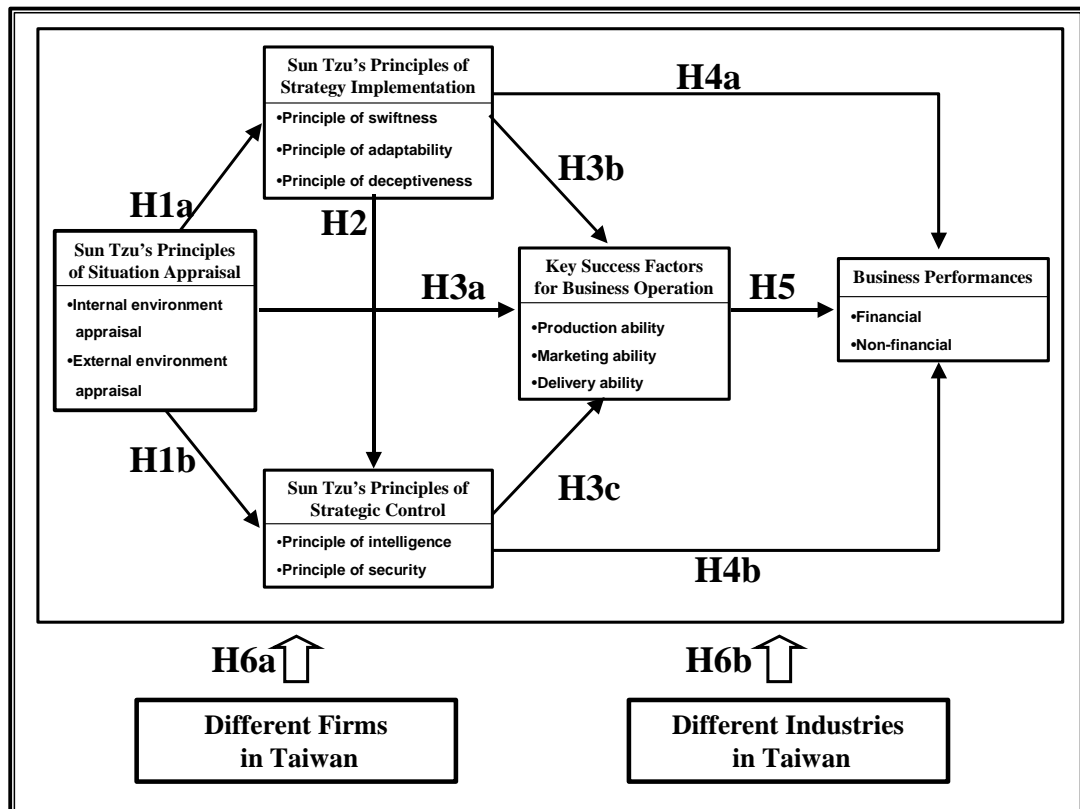 Sun Tzu's Principles of
Strategy Implementation
•Principle of swiftness
•Principle of adaptability
•Principle of deceptiveness
H4a
H3b
H1a
H2
Sun Tzu's Principles
of Situation Appraisal
•Internal environment
appraisal
•External environment
appraisal
H3a
Key Success Factors
for Business Operation
•Production ability
•Marketing ability
•Delivery ability
H5
Business Performances
•Financial
•Non-financial
H1b
Sun Tzu's Principles of
Strategic Control
•Principle of intelligence
•Principle of security
H3c
H4b
H6a
H6b
Different Firms
in Taiwan
Different Industries
in Taiwan